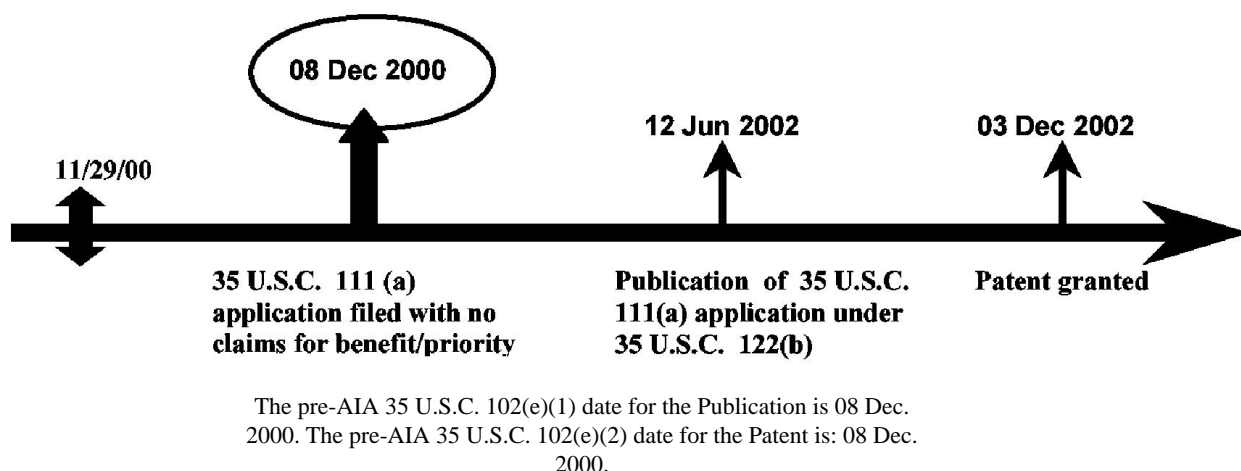 08 Dec 2000
12 Jun 2002
03 Dec 2002
11/29/00
35 U.S.C. 111 (a)
application filed with no
claims for benefit/priority
Publication of 35 U.S.C.
111(a) application under
35 U.S.C. 122(b)
Patent granted
The pre-AIA 35 U.S.C. 102(e)(1) date for the Publication is 08 Dec.
2000. The pre-AIA 35 U.S.C. 102(e)(2) date for the Patent is: 08 Dec.
2000.